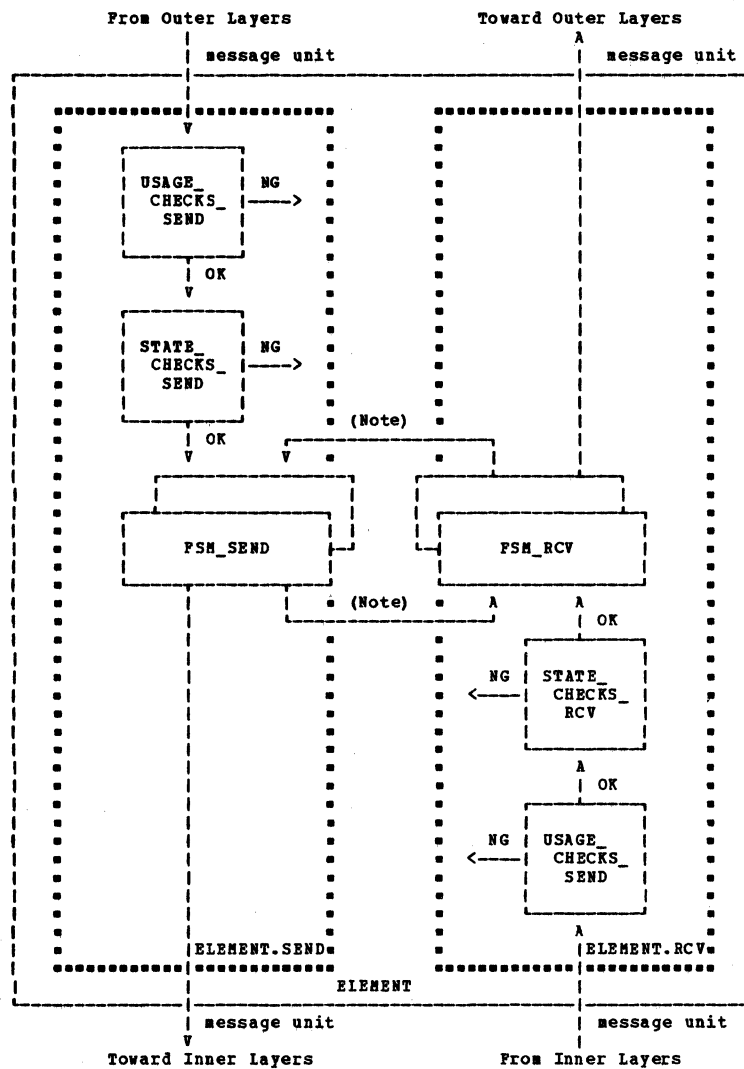 From Outer Layers
Toward Outer Layers
message unit
message unit
USAGE_
CHECKS_
SEND
NG
OK
STATE_
CHECKS_
SEND
NG
OK
(Note)
FSM_SEND
FSM_RCV
(Note)
OK
NG
STATE_
CHECKS_
RCV
OK
NG
USAGE_
CHECKS_
SEND
ELEMENT.SEND
ELEMENT.RCV
ELEMENT
message unit
message unit
Toward Inner Layers
From Inner Layers